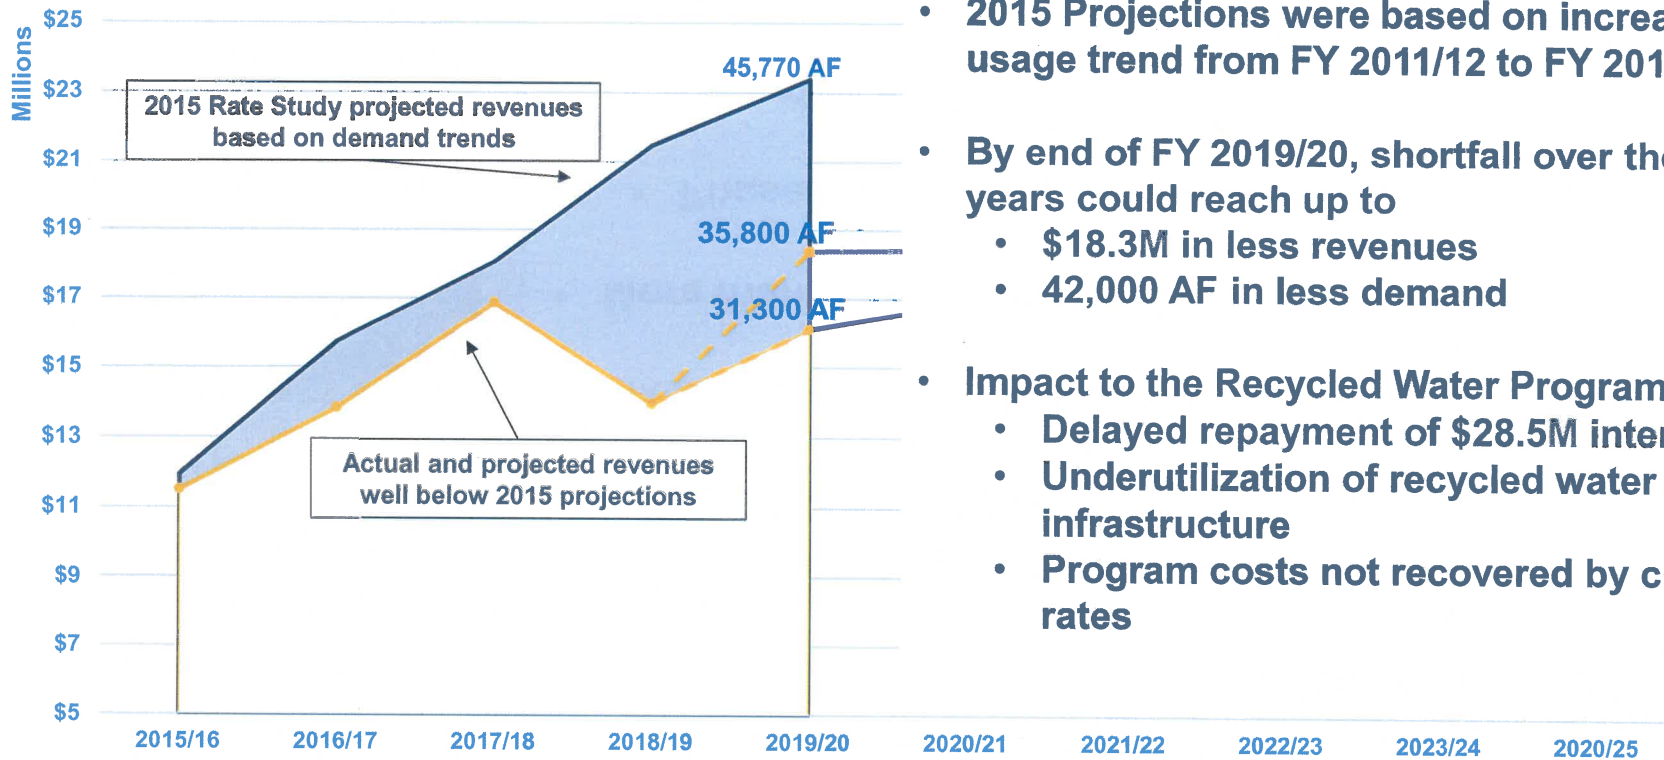 Millions
$25
$23
$21
$19
$17
$15
$13
$11
$9
$7
$5
2015/16
2016/17
2017/18
2018/19
2019/20
2020/21
2021/22
2022/23
2023/24
2020/25
2015 Rate Study projected revenues
based on demand trends
45,770 AF
35,800 AF
31,300 AF
Actual and projected revenues
well below 2015 projections
• 2015 Projections were based on increa
usage trend from FY 2011/12 to FY 201
• By end of FY 2019/20, shortfall over the
years could reach up to
• $18.3M in less revenues
• 42,000 AF in less demand
• Impact to the Recycled Water Program
• Delayed repayment of $28.5M inter
• Underutilization of recycled water
infrastructure
• Program costs not recovered by c
rates